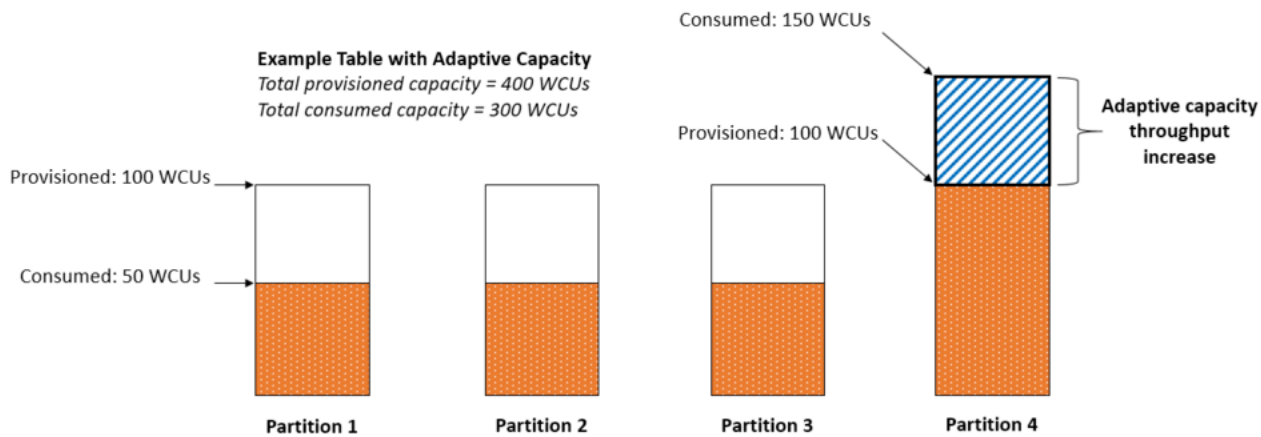 Consumed: 150 WCUs
Example Table with Adaptive Capacity
Total provisioned capacity = 400 WCUs
Total consumed capacity = 300 WCUs
Adaptive capacity
throughput
increase
Provisioned: 100 WCUs
Provisioned: 100 WCUs
Consumed: 50 WCUs
Partition 1
Partition 2
Partition 3
Partition 4